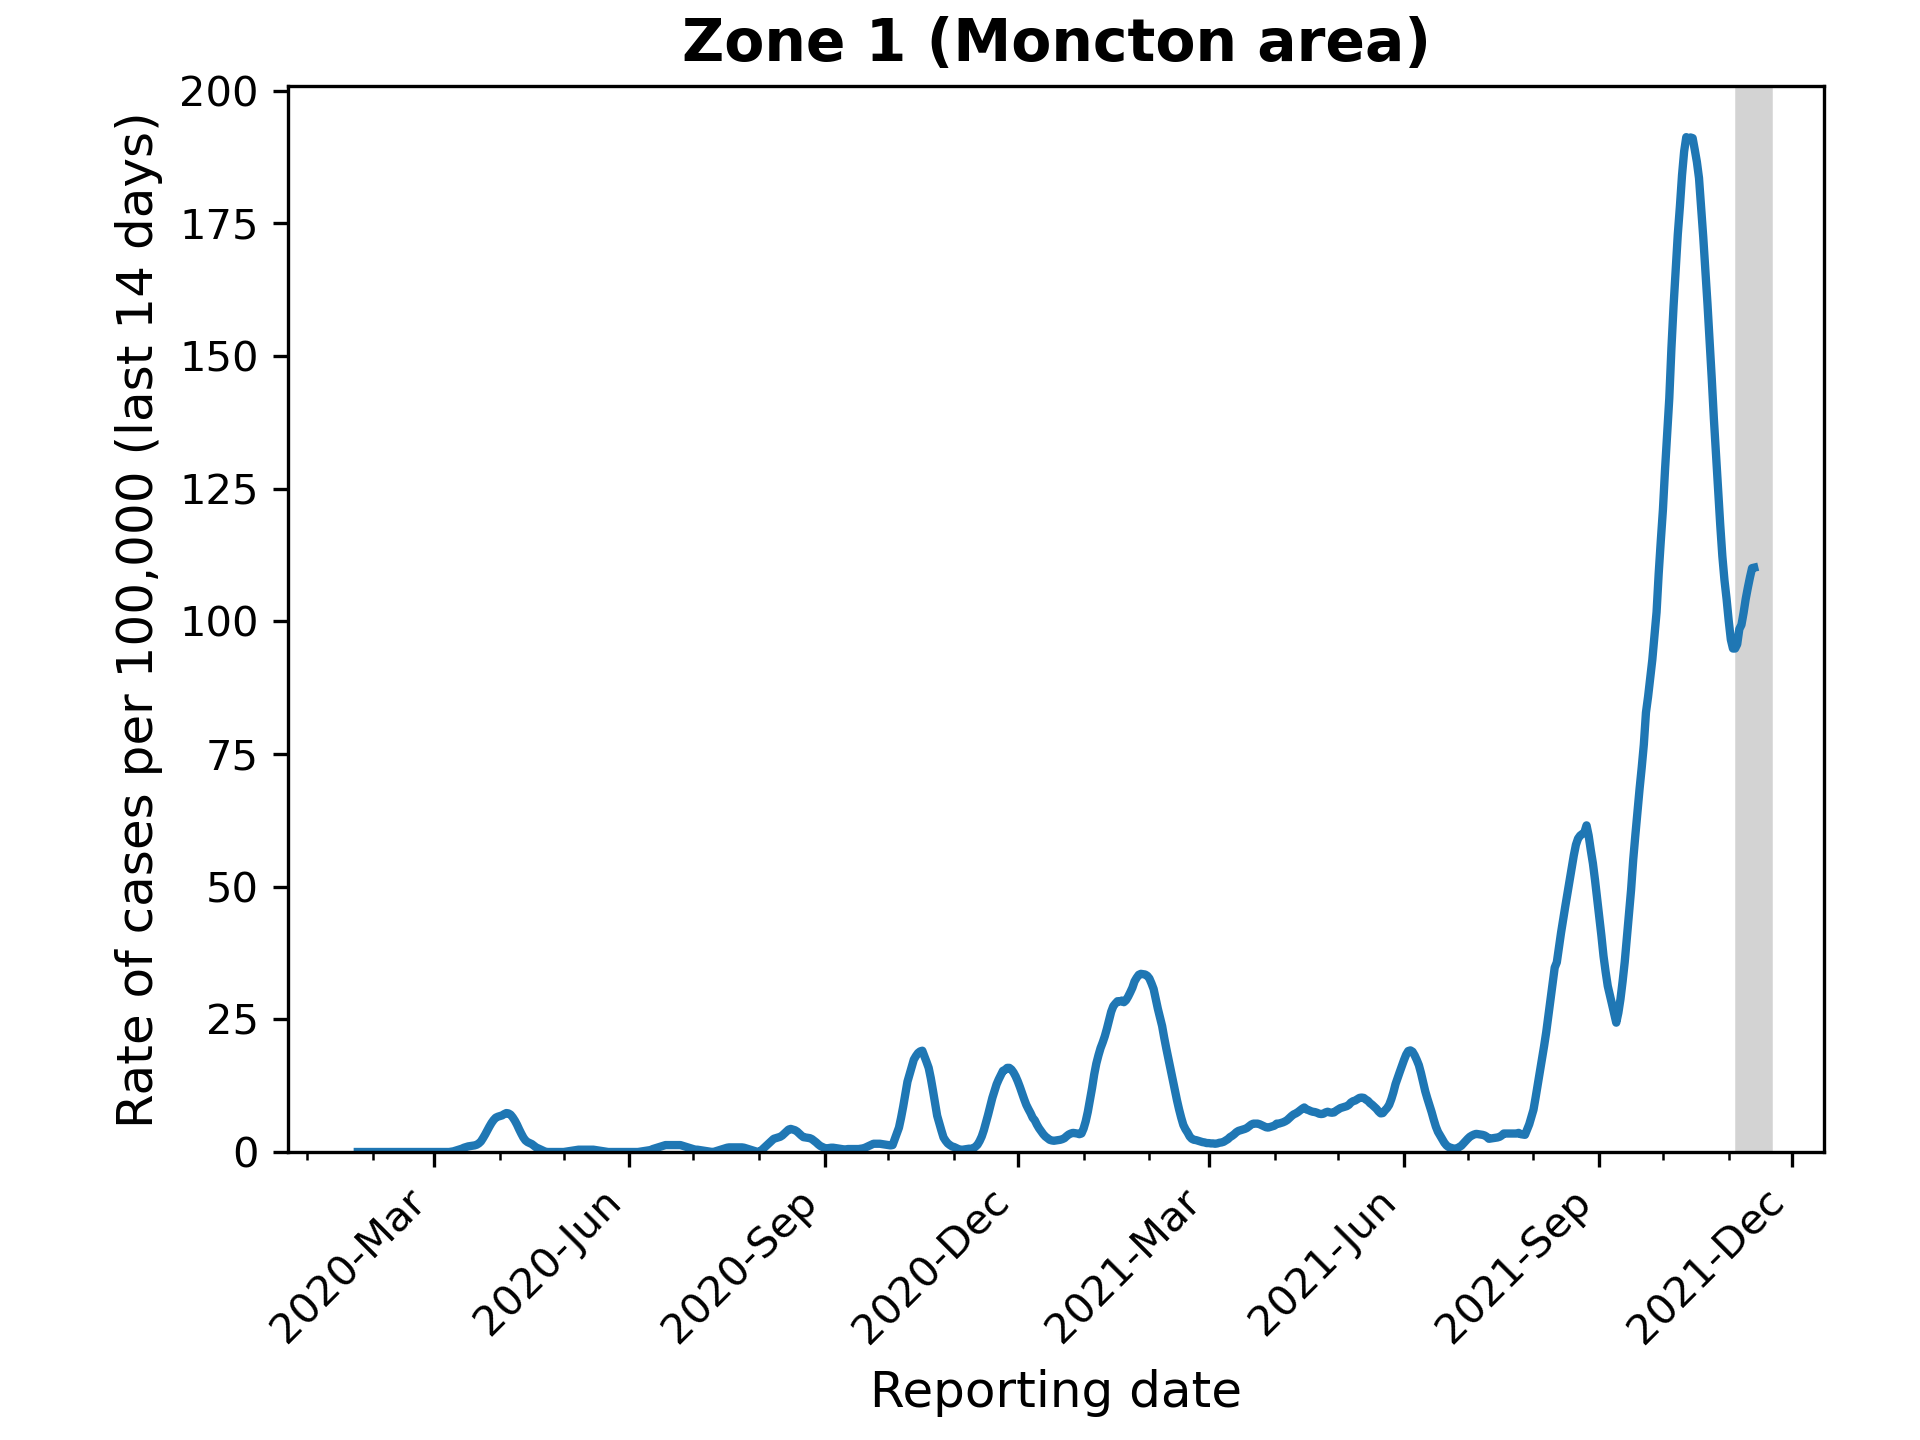 Zone 1 (Moncton area)
Rate of cases per 100,000 (last 14 days)
200
175
150
125
100
75
50
25
0
2020-Mar
2020-Jun
2020-Sep
2020-Dec
2021-Mar
2021-Jun
2021-Sep
2021-Dec
Reporting date